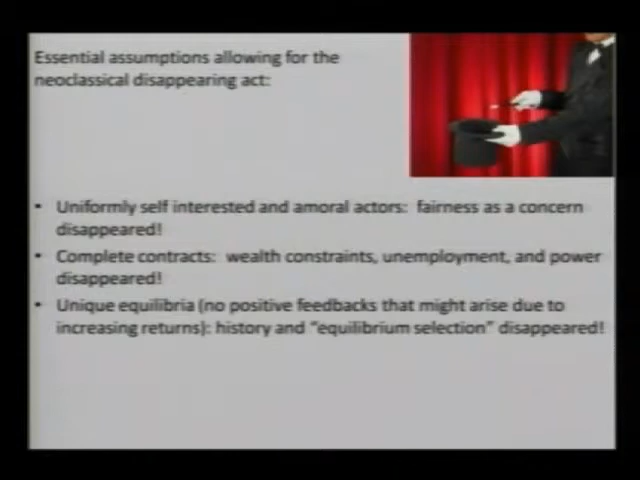 Essential assumptions allowing for the
neoclassical disappearing act:
• Uniformly self interested and amoral actors: fairness as a concern
disappeared!
• Complete contracts: wealth constraints, unemployment, and power
disappeared!
• Unique equilibria (no positive feedbacks that might arise due to
increasing returns): history and “equilibrium selection” disappeared!